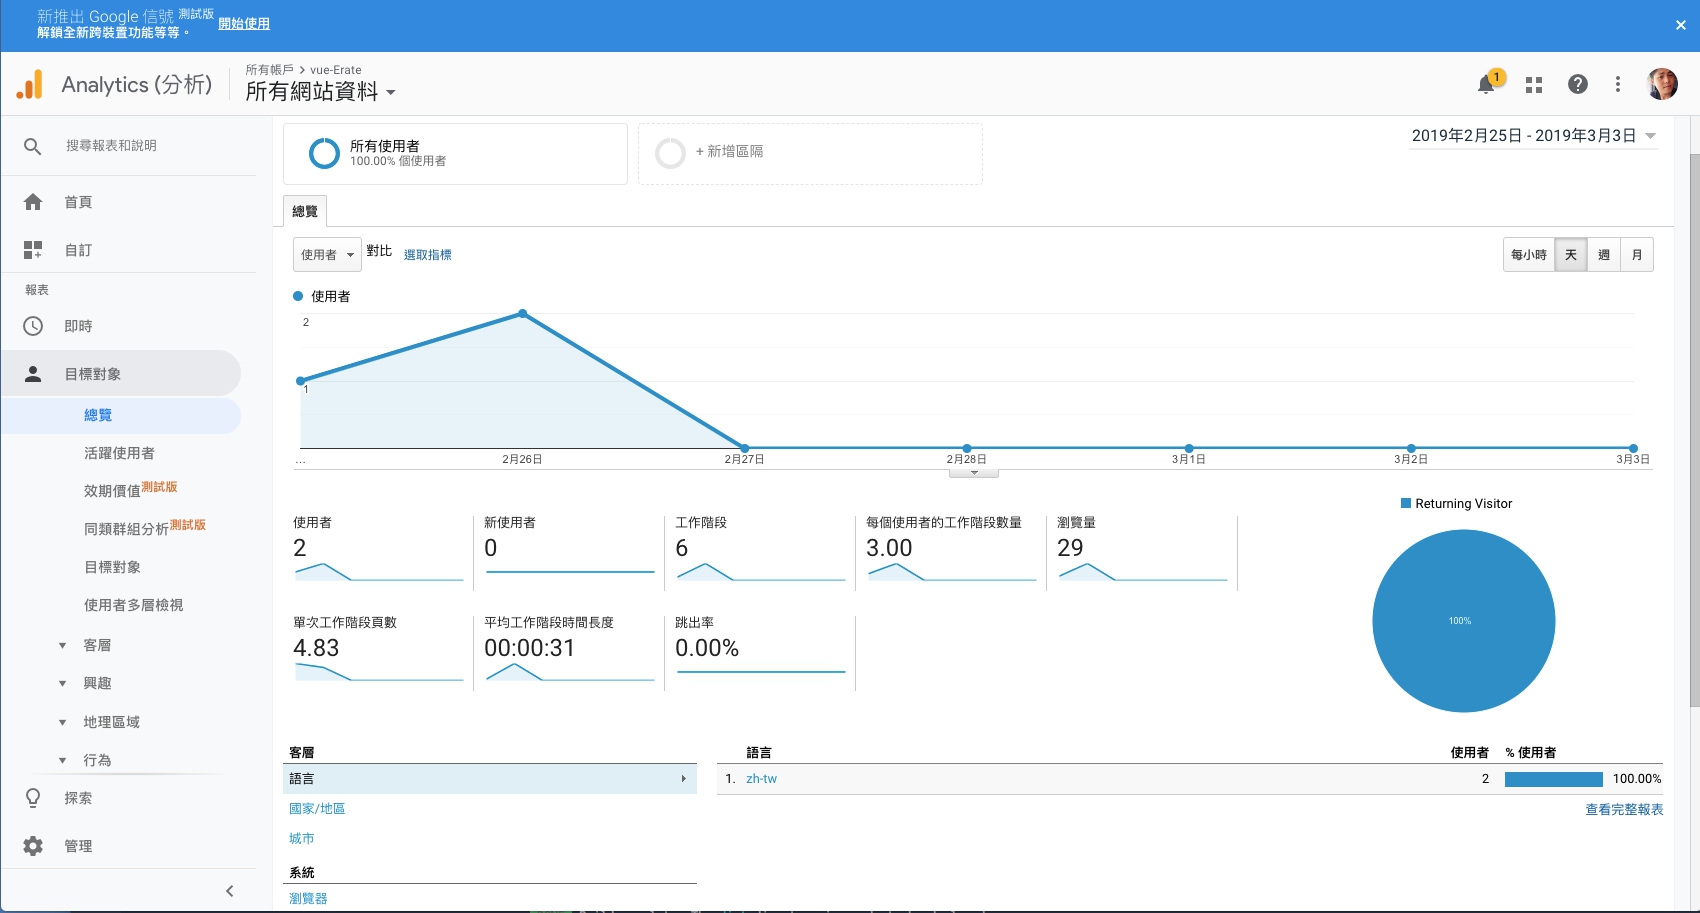 新推出 Google 信號 測試版
解鎖全新跨裝置功能等等。
開始使用
Analytics (分析)
所有帳戶 > vue-Erate
所有網站資料
1
搜尋報表和說明
首頁
自訂
報表
即時
目標對象
總覽
活躍使用者
效期價值測試版
同類群組分析測試版
目標對象
使用者多層檢視
客層
興趣
地理區域
行為
探索
管理
所有使用者
100.00% 個使用者
+ 新增區隔
2019年2月25日 - 2019年3月3日
總覽
使用者 對比 選取指標
每小時 天 週 月
使用者
2
1
... 2月26日 2月27日 2月28日 3月1日 3月2日 3月3日
使用者
2
新使用者
0
工作階段
6
每個使用者的工作階段數量
3.00
瀏覽量
29
單次工作階段頁數
4.83
平均工作階段時間長度
00:00:31
跳出率
0.00%
Returning Visitor
100%
客層
語言
國家/地區
城市
系統
瀏覽器
語言 使用者 % 使用者
1. zh-tw 2 100.00%
查看完整報表